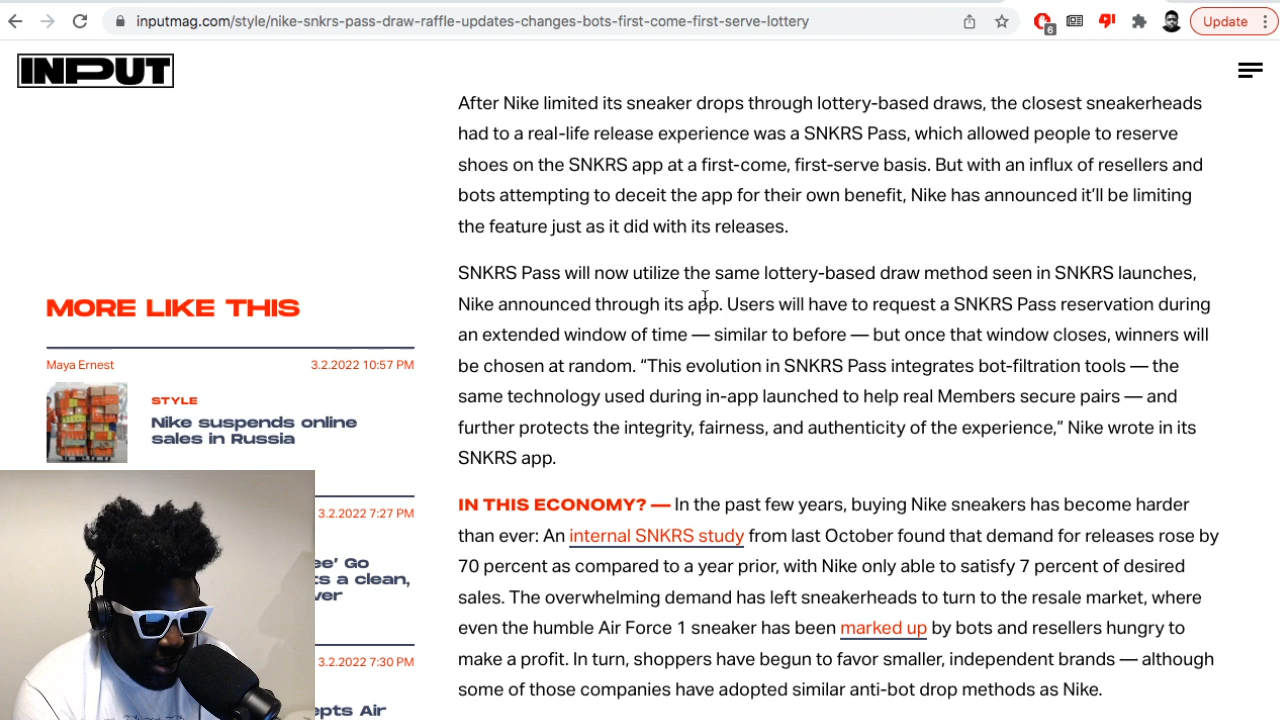 inputmag.com/style/nike-snkrs-pass-draw-raffle-updates-changes-bots-first-come-first-serve-lottery
6
Update
INPUT
After Nike limited its sneaker drops through lottery-based draws, the closest sneakerheads
had to a real-life release experience was a SNKRS Pass, which allowed people to reserve
shoes on the SNKRS app at a first-come, first-serve basis. But with an influx of resellers and
bots attempting to deceit the app for their own benefit, Nike has announced it’ll be limiting
the feature just as it did with its releases.
SNKRS Pass will now utilize the same lottery-based draw method seen in SNKRS launches,
Nike announced through its app. Users will have to request a SNKRS Pass reservation during
an extended window of time — similar to before — but once that window closes, winners will
be chosen at random. “This evolution in SNKRS Pass integrates bot-filtration tools — the
same technology used during in-app launched to help real Members secure pairs — and
further protects the integrity, fairness, and authenticity of the experience,” Nike wrote in its
SNKRS app.
IN THIS ECONOMY? — In the past few years, buying Nike sneakers has become harder
than ever: An internal SNKRS study from last October found that demand for releases rose by
70 percent as compared to a year prior, with Nike only able to satisfy 7 percent of desired
sales. The overwhelming demand has left sneakerheads to turn to the resale market, where
even the humble Air Force 1 sneaker has been marked up by bots and resellers hungry to
make a profit. In turn, shoppers have begun to favor smaller, independent brands — although
some of those companies have adopted similar anti-bot drop methods as Nike.
MORE LIKE THIS
Maya Ernest 3.2.2022 10:57 PM
STYLE
Nike suspends online
sales in Russia
3.2.2022 7:27 PM
ee’ Go
ts a clean,
ver
3.2.2022 7:30 PM
epts Air